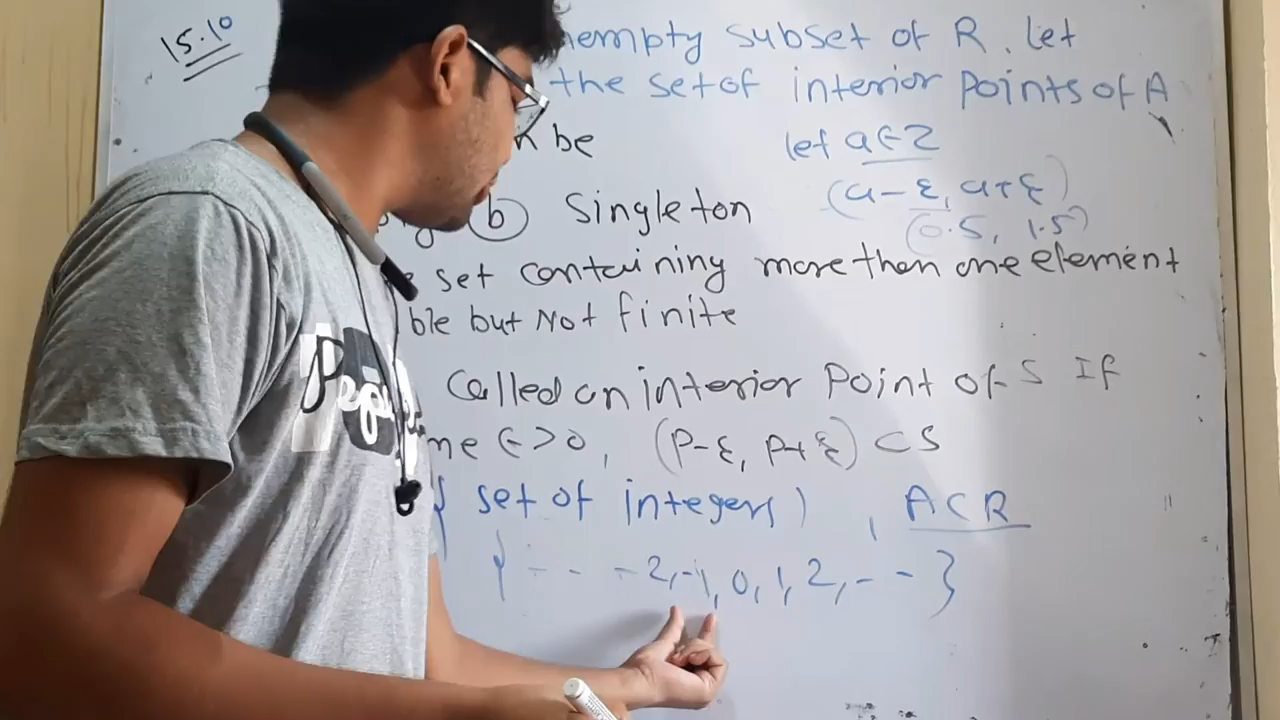 15.10
nempty subset of R. Let
the set of interior Points of A
n be
let a ∈ Z
(a-ε, a+ε)
(0.5, 1.5)
b Singleton
set containing more then one element
ble but Not finite
Called an interior Point of S If
me ε>0, (P-ε, P+ε) ⊂ S
{ set of integers} , A ⊂ R
{ - - - 2, -1, 0, 1, 2, - - }